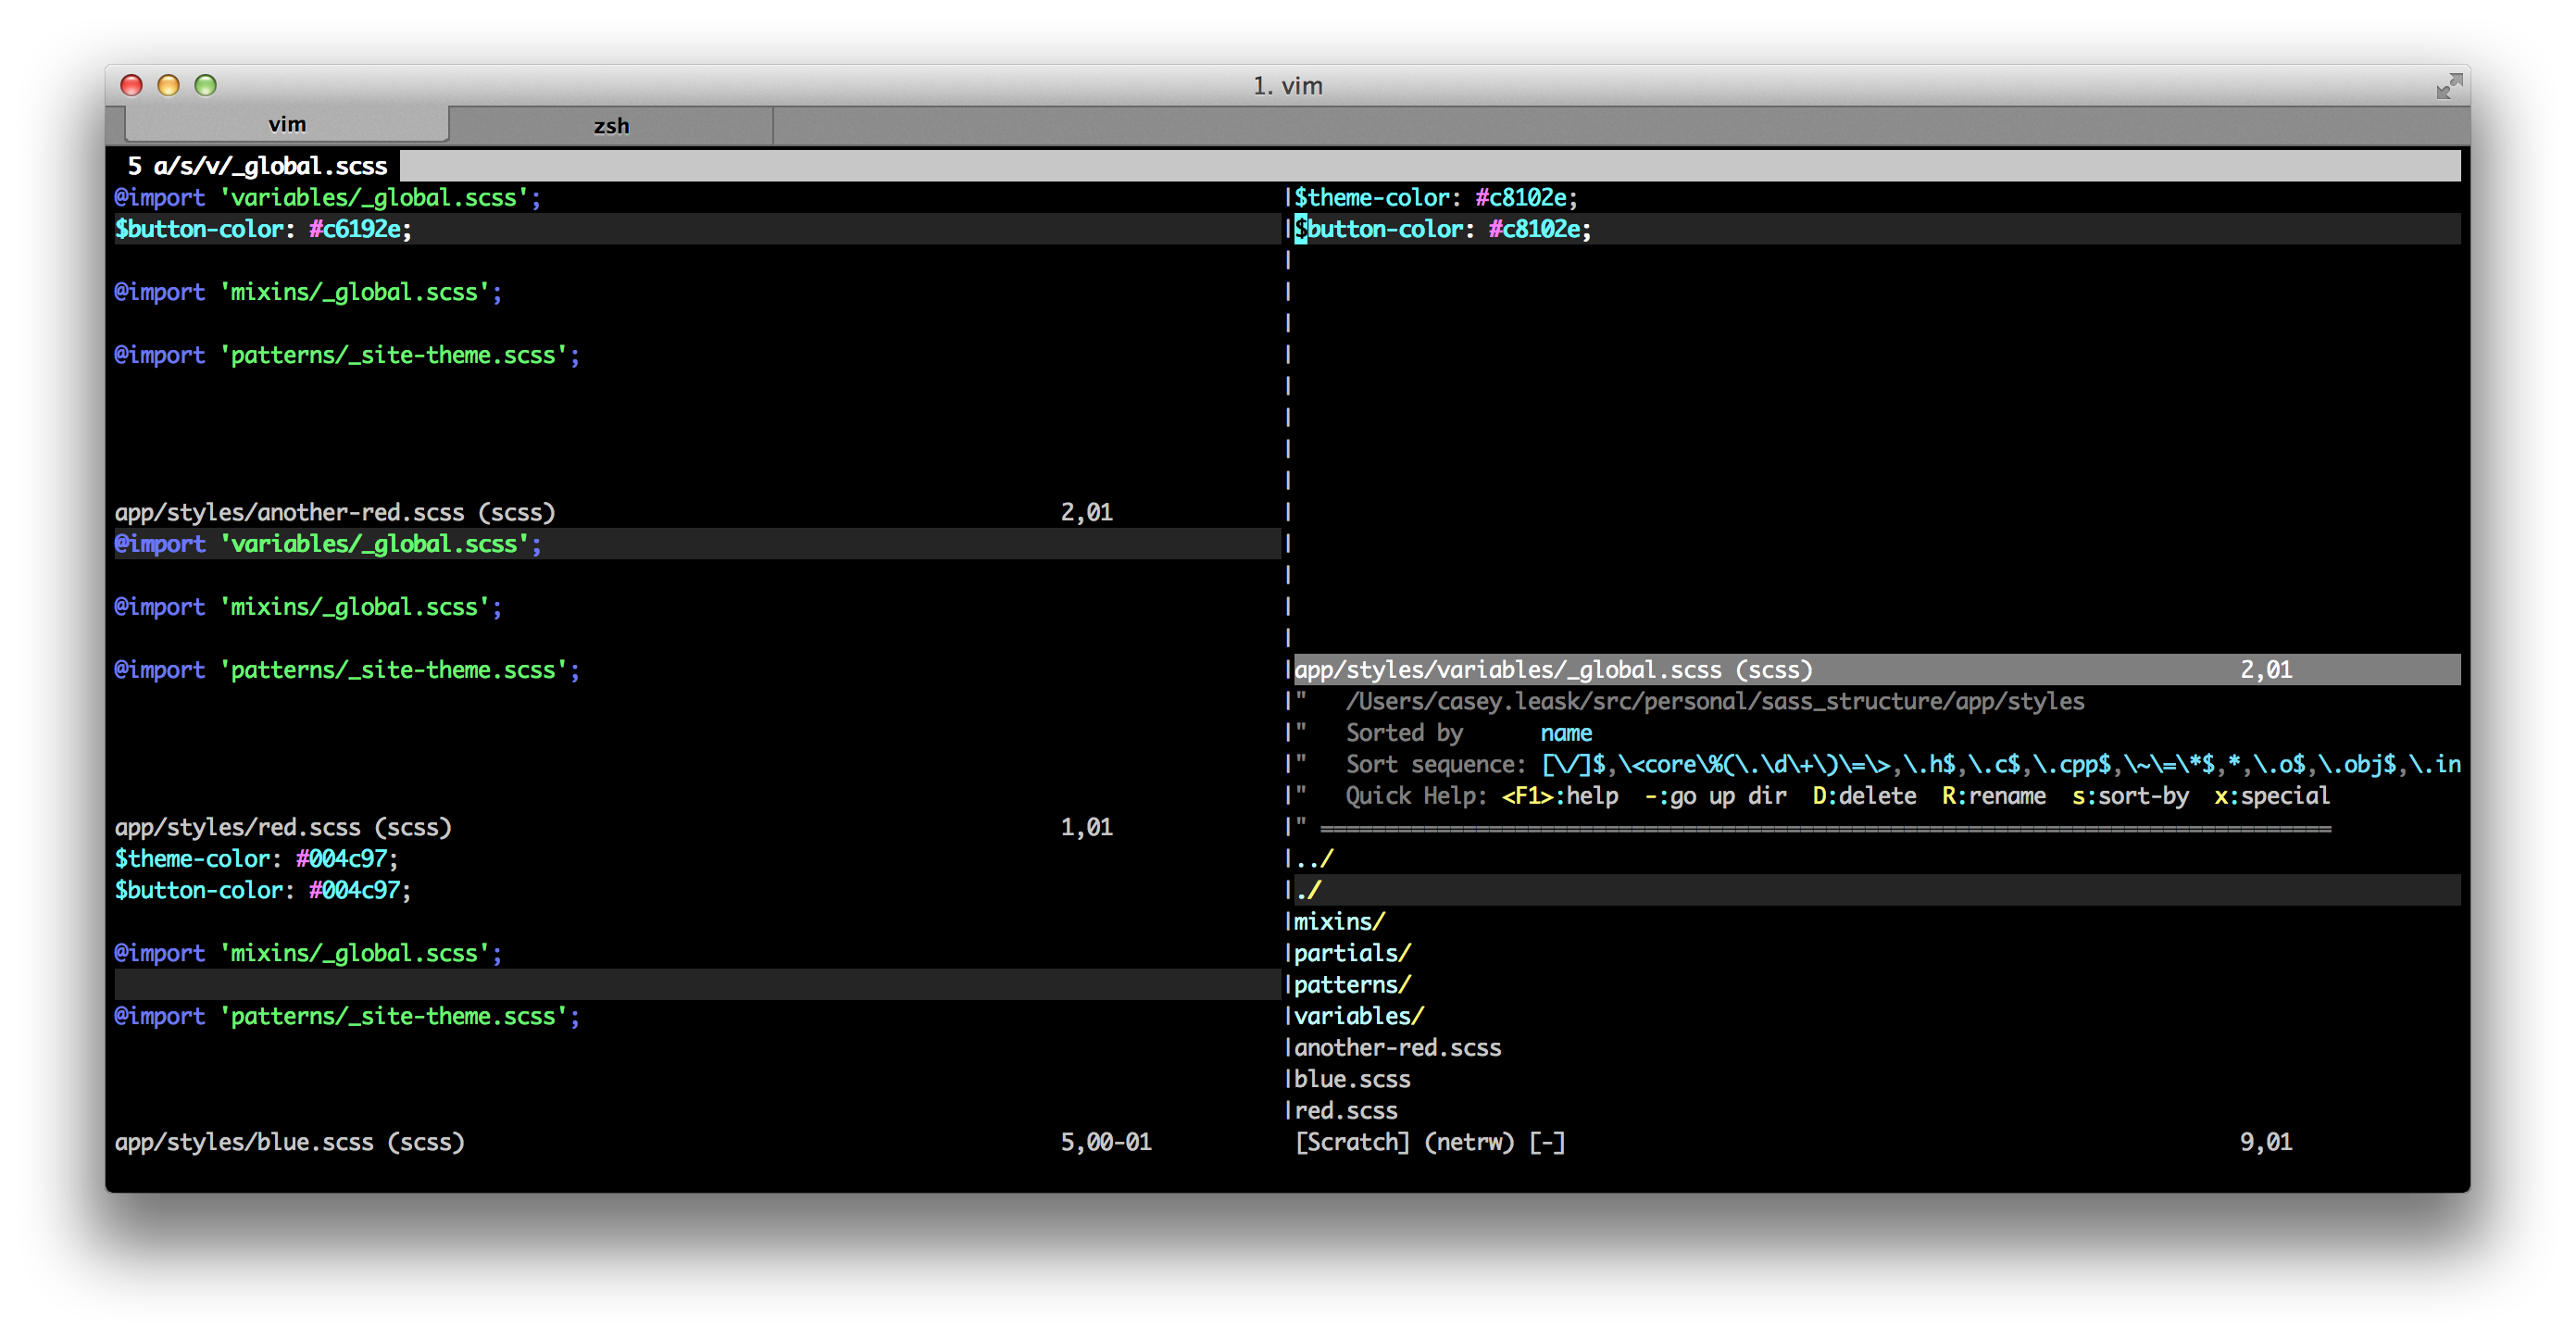 1. vim
vim
zsh
5 a/s/v/_global.scss
@import 'variables/_global.scss';
$button-color: #c6192e;
@import 'mixins/_global.scss';
@import 'patterns/_site-theme.scss';
app/styles/another-red.scss (scss) 2,01
@import 'variables/_global.scss';
@import 'mixins/_global.scss';
@import 'patterns/_site-theme.scss';
app/styles/red.scss (scss) 1,01
$theme-color: #004c97;
$button-color: #004c97;
@import 'mixins/_global.scss';
@import 'patterns/_site-theme.scss';
app/styles/blue.scss (scss) 5,00-01
|$theme-color: #c8102e;
|$button-color: #c8102e;
|app/styles/variables/_global.scss (scss) 2,01
|" /Users/casey.leask/src/personal/sass_structure/app/styles
|" Sorted by name
|" Sort sequence: [\/]$,\<core\%(\.\d\+\)\=\>,\.h$,\.c$,\.cpp$,\~\=\*$,*,\.o$,\.obj$,\.in
|" Quick Help: <F1>:help -:go up dir D:delete R:rename s:sort-by x:special
|" ==============================================================================
|../
|./
|mixins/
|partials/
|patterns/
|variables/
|another-red.scss
|blue.scss
|red.scss
[Scratch] (netrw) [-] 9,01